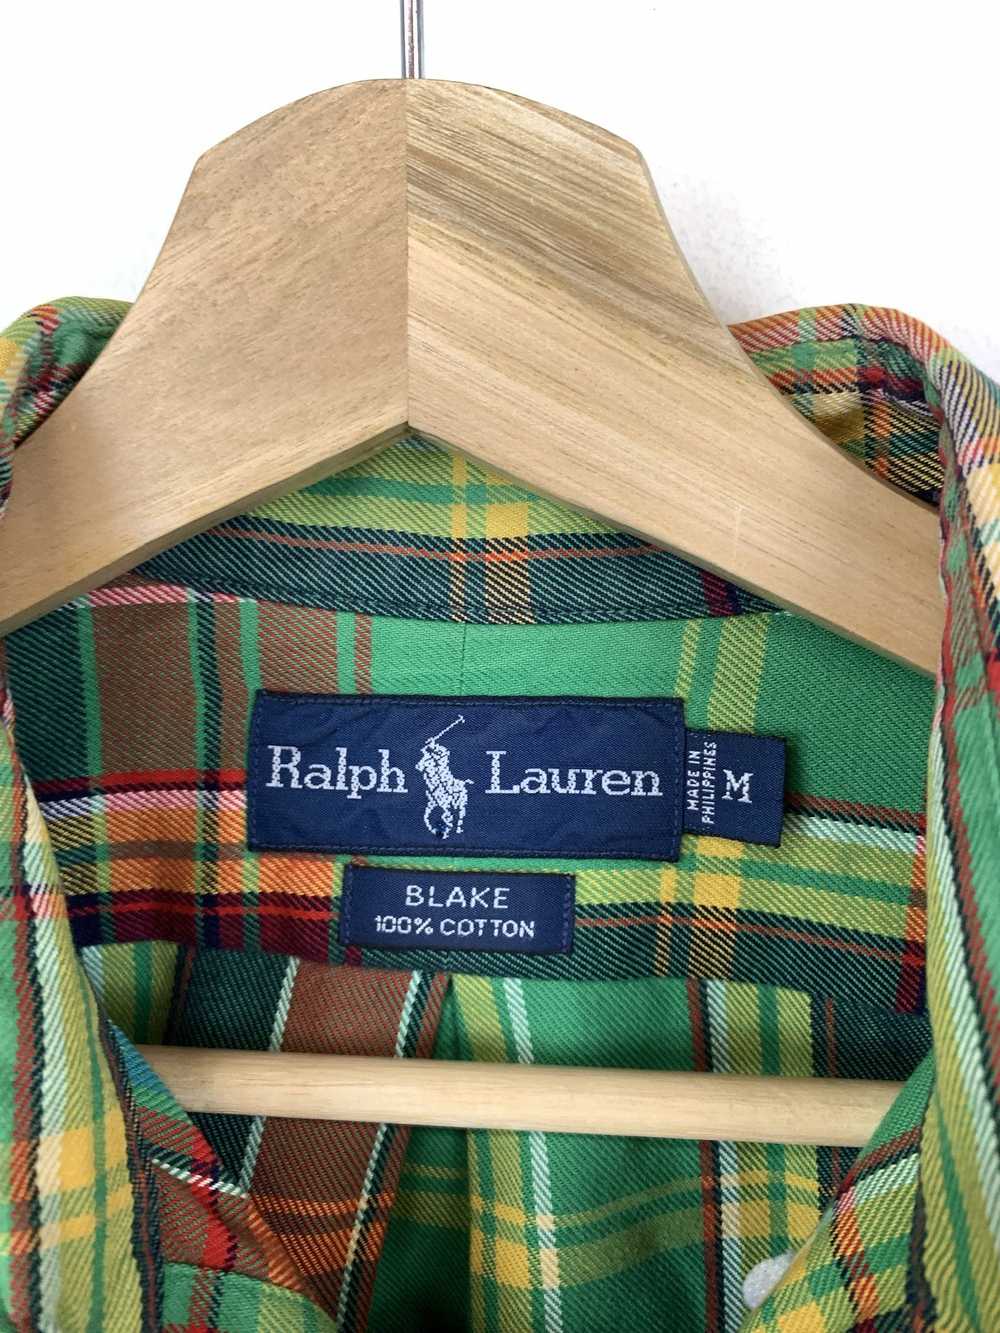 Ralph Lauren
MADE IN
PHILIPPINES
M
BLAKE
100% COTTON